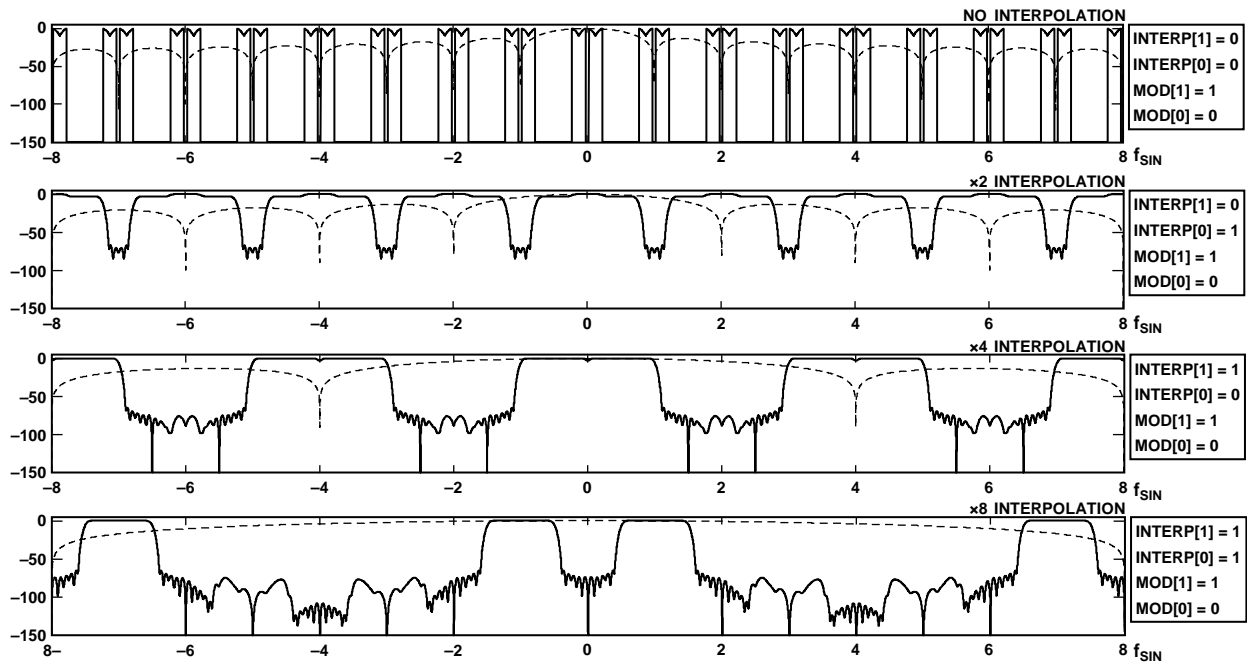 NO INTERPOLATION
0
–50
–100
–150
–8 –6 –4 –2 0 2 4 6 8 fSIN
INTERP[1] = 0
INTERP[0] = 0
MOD[1] = 1
MOD[0] = 0
×2 INTERPOLATION
0
–50
–100
–150
–8 –6 –4 –2 0 2 4 6 8 fSIN
INTERP[1] = 0
INTERP[0] = 1
MOD[1] = 1
MOD[0] = 0
×4 INTERPOLATION
0
–50
–100
–150
–8 –6 –4 –2 0 2 4 6 8 fSIN
INTERP[1] = 1
INTERP[0] = 0
MOD[1] = 1
MOD[0] = 0
×8 INTERPOLATION
0
–50
–100
–150
8– –6 –4 –2 0 2 4 6 8 fSIN
INTERP[1] = 1
INTERP[0] = 1
MOD[1] = 1
MOD[0] = 0